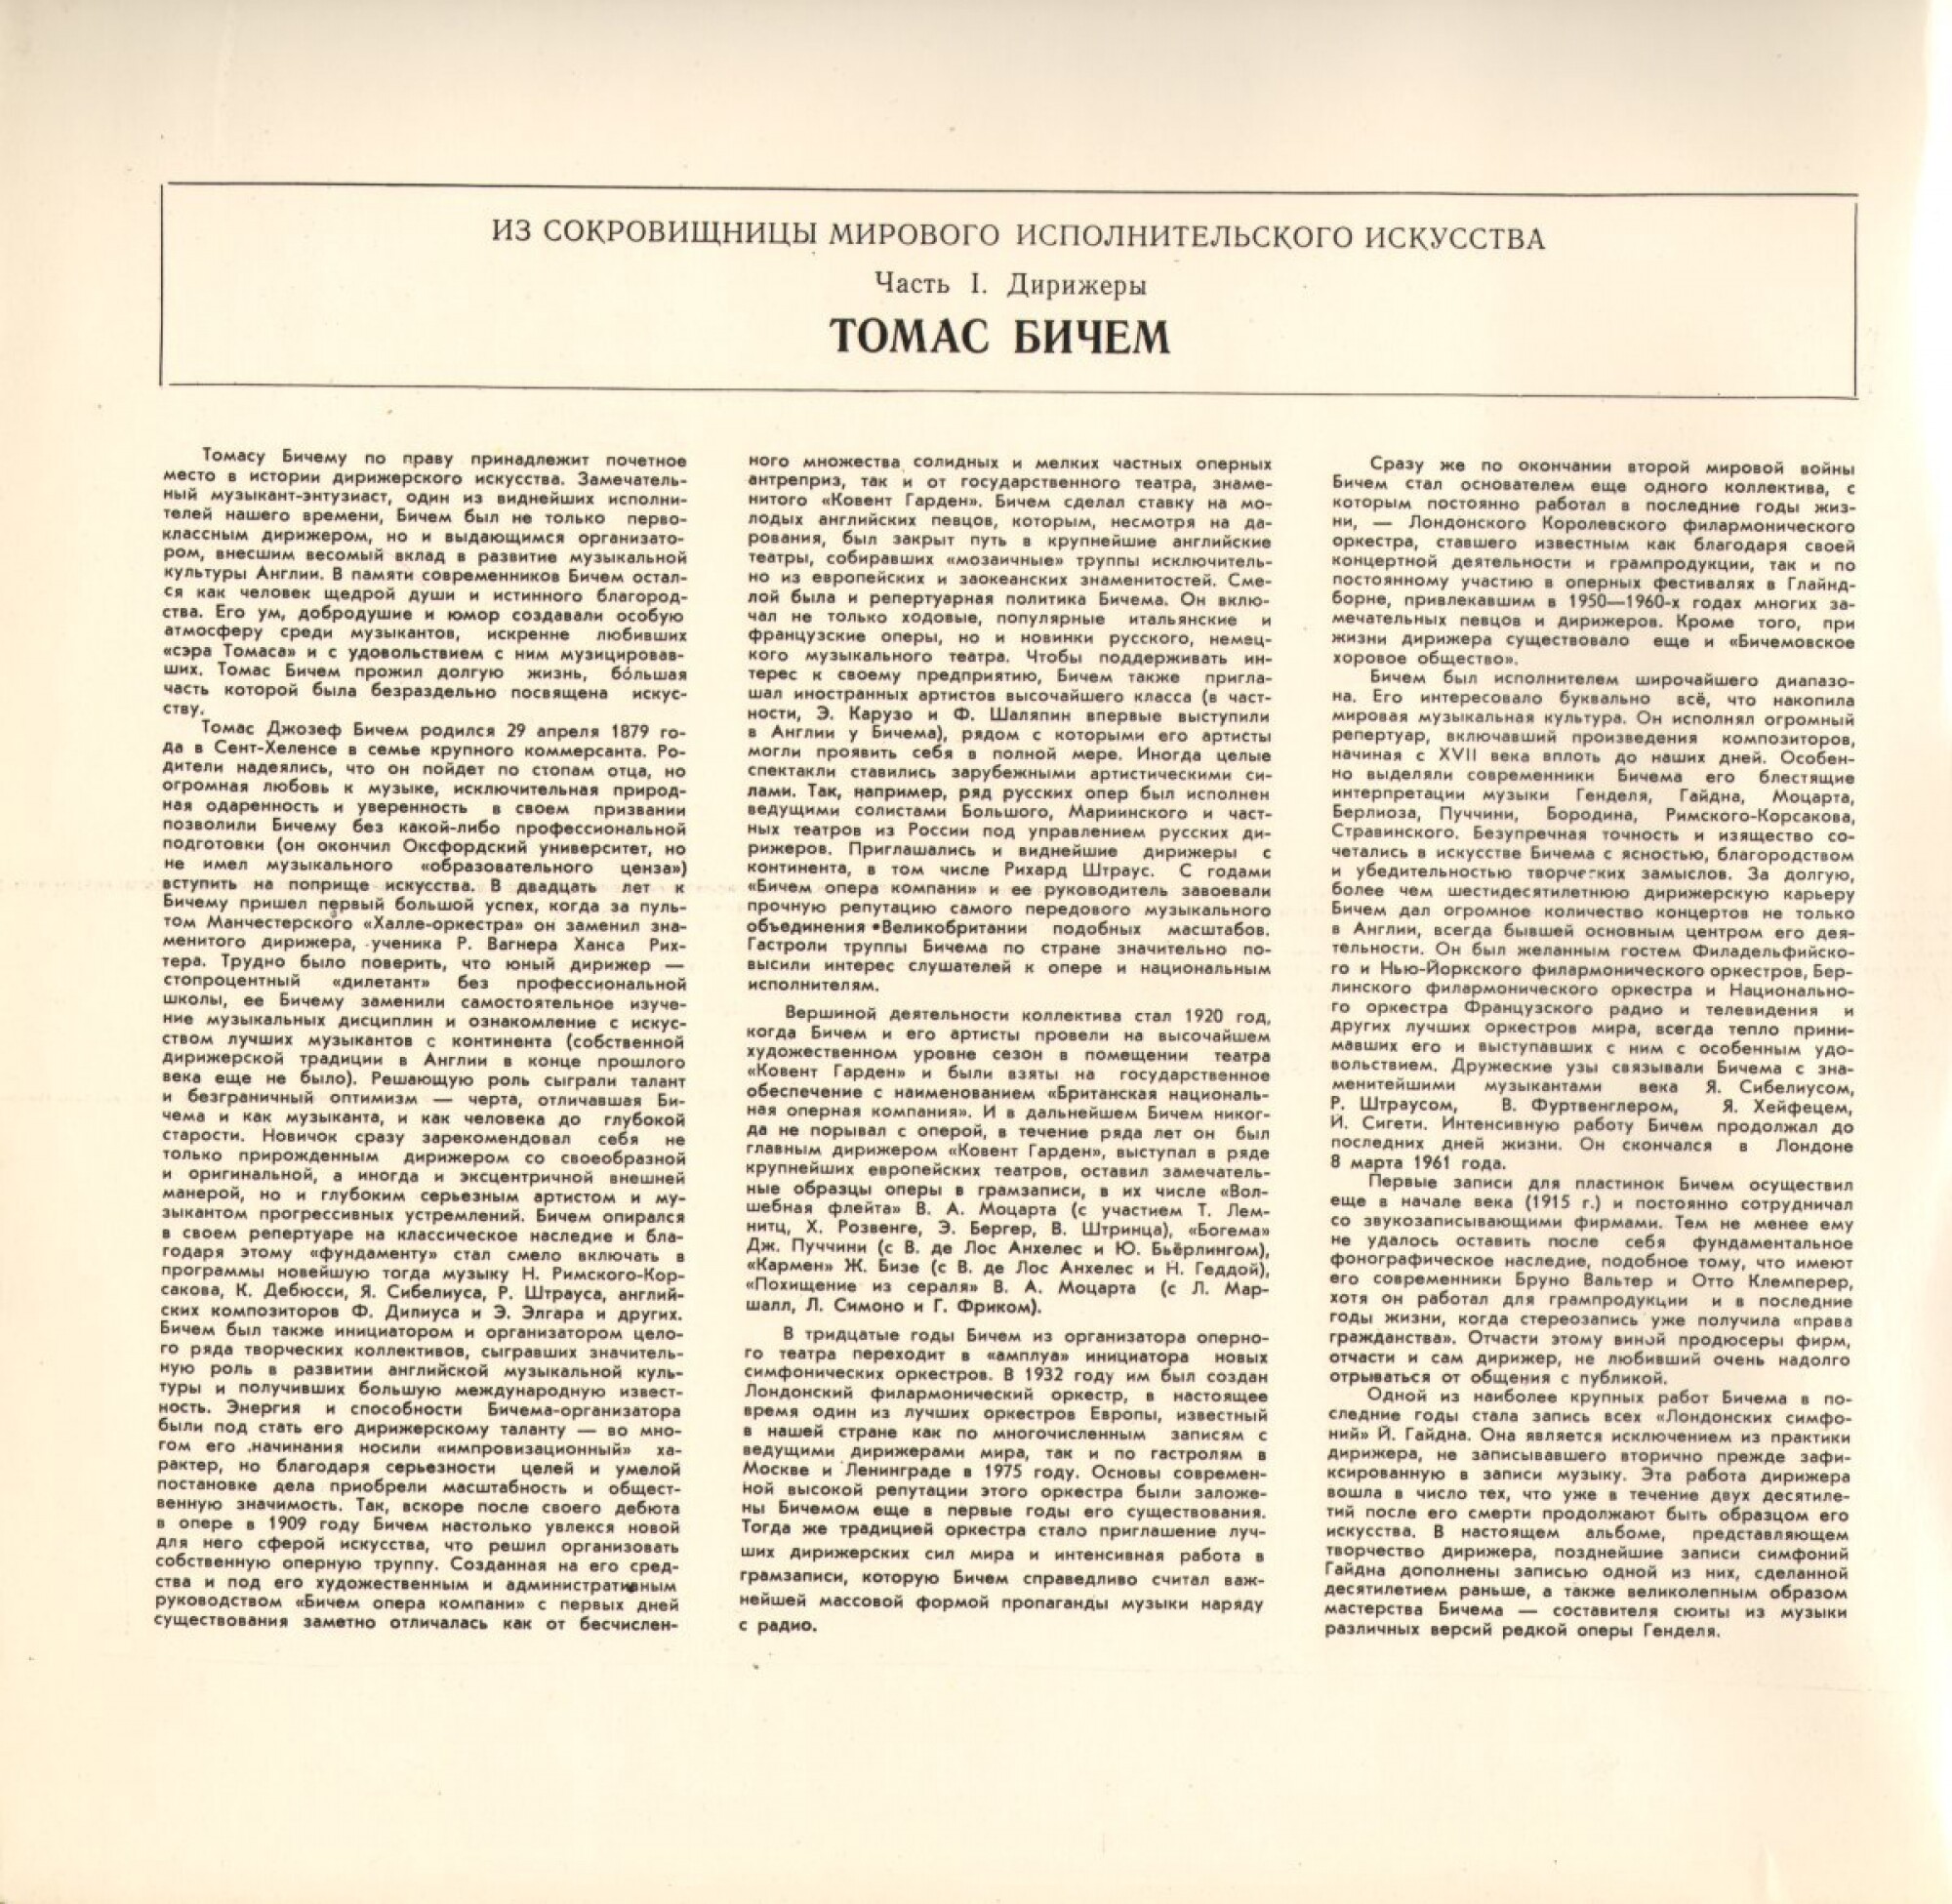 ИЗ СОКРОВИЩНИЦЫ МИРОВОГО ИСПОЛНИТЕЛЬСКОГО ИСКУССТВА
Часть I. Дирижеры
ТОМАС БИЧЕМ
Томасу Бичему по праву принадлежит почетное
место в истории дирижерского искусства. Замечатель-
ный музыкант-энтузиаст, один из виднейших исполни-
телей нашего времени, Бичем был не только перво-
классным дирижером, но и выдающимся организато-
ром, внесшим весомый вклад в развитие музыкальной
культуры Англии. В памяти современников Бичем остал-
ся как человек щедрой души и истинного благород-
ства. Его ум, добродушие и юмор создавали особую
атмосферу среди музыкантов, искренне любивших
«сэра Томаса» и с удовольствием с ним музицировав-
ших. Томас Бичем прожил долгую жизнь, бо́льшая
часть которой была безраздельно посвящена искус-
ству.
Томас Джозеф Бичем родился 29 апреля 1879 го-
да в Сент-Хеленсе в семье крупного коммерсанта. Ро-
дители надеялись, что он пойдет по стопам отца, но
огромная любовь к музыке, исключительная природ-
ная одаренность и уверенность в своем призвании
позволили Бичему без какой-либо профессиональной
подготовки (он окончил Оксфордский университет, но
не имел музыкального «образовательного ценза»)
вступить на поприще искусства. В двадцать лет к
Бичему пришел первый большой успех, когда за пуль-
том Манчестерского «Халле-оркестра» он заменил зна-
менитого дирижера, ученика Р. Вагнера Ханса Рих-
тера. Трудно было поверить, что юный дирижер —
стопроцентный «дилетант» без профессиональной
школы, ее Бичему заменили самостоятельное изуче-
ние музыкальных дисциплин и ознакомление с искус-
ством лучших музыкантов с континента (собственной
дирижерской традиции в Англии в конце прошлого
века еще не было). Решающую роль сыграли талант
и безграничный оптимизм — черта, отличавшая Би-
чема и как музыканта, и как человека до глубокой
старости. Новичок сразу зарекомендовал себя не
только прирожденным дирижером со своеобразной
и оригинальной, а иногда и эксцентричной внешней
манерой, но и глубоким серьезным артистом и му-
зыкантом прогрессивных устремлений. Бичем опирался
в своем репертуаре на классическое наследие и бла-
годаря этому «фундаменту» стал смело включать в
программы новейшую тогда музыку Н. Римского-Кор-
сакова, К. Дебюсси, Я. Сибелиуса, Р. Штрауса, англий-
ских композиторов Ф. Дилиуса и Э. Элгара и других.
Бичем был также инициатором и организатором цело-
го ряда творческих коллективов, сыгравших значитель-
ную роль в развитии английской музыкальной куль-
туры и получивших большую международную извест-
ность. Энергия и способности Бичема-организатора
были под стать его дирижерскому таланту — во мно-
гом его начинания носили «импровизационный» ха-
рактер, но благодаря серьезности целей и умелой
постановке дела приобрели масштабность и общест-
венную значимость. Так, вскоре после своего дебюта
в опере в 1909 году Бичем настолько увлекся новой
для него сферой искусства, что решил организовать
собственную оперную труппу. Созданная на его сред-
ства и под его художественным и административным
руководством «Бичем опера компани» с первых дней
существования заметно отличалась как от бесчислен-
ного множества солидных и мелких частных оперных
антреприз, так и от государственного театра, знаме-
нитого «Ковент Гарден». Бичем сделал ставку на мо-
лодых английских певцов, которым, несмотря на да-
рования, был закрыт путь в крупнейшие английские
театры, собиравших «мозаичные» труппы исключитель-
но из европейских и заокеанских знаменитостей. Сме-
лой была и репертуарная политика Бичема. Он вклю-
чал не только ходовые, популярные итальянские и
французские оперы, но и новинки русского, немец-
кого музыкального театра. Чтобы поддерживать ин-
терес к своему предприятию, Бичем также пригла-
шал иностранных артистов высочайшего класса (в част-
ности, Э. Карузо и Ф. Шаляпин впервые выступили
в Англии у Бичема), рядом с которыми его артисты
могли проявить себя в полной мере. Иногда целые
спектакли ставились зарубежными артистическими си-
лами. Так, например, ряд русских опер был исполнен
ведущими солистами Большого, Мариинского и част-
ных театров из России под управлением русских ди-
рижеров. Приглашались и виднейшие дирижеры с
континента, в том числе Рихард Штраус. С годами
«Бичем опера компани» и ее руководитель завоевали
прочную репутацию самого передового музыкального
объединения Великобритании подобных масштабов.
Гастроли труппы Бичема по стране значительно по-
высили интерес слушателей к опере и национальным
исполнителям.
Вершиной деятельности коллектива стал 1920 год,
когда Бичем и его артисты провели на высочайшем
художественном уровне сезон в помещении театра
«Ковент Гарден» и были взяты на государственное
обеспечение с наименованием «Британская националь-
ная оперная компания». И в дальнейшем Бичем никог-
да не порывал с оперой, в течение ряда лет он был
главным дирижером «Ковент Гарден», выступал в ряде
крупнейших европейских театров, оставил замечатель-
ные образцы оперы в грамзаписи, в их числе «Вол-
шебная флейта» В. А. Моцарта (с участием Т. Лем-
нитц, Х. Розвенге, Э. Бергер, В. Штринца), «Богема»
Дж. Пуччини (с В. де Лос Анхелес и Ю. Бьёрлингом),
«Кармен» Ж. Бизе (с В. де Лос Анхелес и Н. Геддой),
«Похищение из сераля» В. А. Моцарта (с Л. Мар-
шалл, Л. Симоно и Г. Фриком).
В тридцатые годы Бичем из организатора оперно-
го театра переходит в «амплуа» инициатора новых
симфонических оркестров. В 1932 году им был создан
Лондонский филармонический оркестр, в настоящее
время один из лучших оркестров Европы, известный
в нашей стране как по многочисленным записям с
ведущими дирижерами мира, так и по гастролям в
Москве и Ленинграде в 1975 году. Основы современ-
ной высокой репутации этого оркестра были заложе-
ны Бичемом еще в первые годы его существования.
Тогда же традицией оркестра стало приглашение луч-
ших дирижерских сил мира и интенсивная работа в
грамзаписи, которую Бичем справедливо считал важ-
нейшей массовой формой пропаганды музыки наряду
с радио.
Сразу же по окончании второй мировой войны
Бичем стал основателем еще одного коллектива, с
которым постоянно работал в последние годы жиз-
ни, — Лондонского Королевского филармонического
оркестра, ставшего известным как благодаря своей
концертной деятельности и грампродукции, так и по
постоянному участию в оперных фестивалях в Глайнд-
борне, привлекавшим в 1950—1960-х годах многих за-
мечательных певцов и дирижеров. Кроме того, при
жизни дирижера существовало еще и «Бичемовское
хоровое общество».
Бичем был исполнителем широчайшего диапазо-
на. Его интересовало буквально всё, что накопила
мировая музыкальная культура. Он исполнял огромный
репертуар, включавший произведения композиторов,
начиная с XVII века вплоть до наших дней. Особен-
но выделяли современники Бичема его блестящие
интерпретации музыки Генделя, Гайдна, Моцарта,
Берлиоза, Пуччини, Бородина, Римского-Корсакова,
Стравинского. Безупречная точность и изящество со-
четались в искусстве Бичема с ясностью, благородством
и убедительностью творческих замыслов. За долгую,
более чем шестидесятилетнюю дирижерскую карьеру
Бичем дал огромное количество концертов не только
в Англии, всегда бывшей основным центром его дея-
тельности. Он был желанным гостем Филадельфийско-
го и Нью-Йоркского филармонического оркестров, Бер-
линского филармонического оркестра и Национально-
го оркестра Французского радио и телевидения и
других лучших оркестров мира, всегда тепло прини-
мавших его и выступавших с ним с особенным удо-
вольствием. Дружеские узы связывали Бичема с зна-
менитейшими музыкантами века Я. Сибелиусом,
Р. Штраусом, В. Фуртвенглером, Я. Хейфецем,
Й. Сигети. Интенсивную работу Бичем продолжал до
последних дней жизни. Он скончался в Лондоне
8 марта 1961 года.
Первые записи для пластинок Бичем осуществил
еще в начале века (1915 г.) и постоянно сотрудничал
со звукозаписывающими фирмами. Тем не менее ему
не удалось оставить после себя фундаментальное
фонографическое наследие, подобное тому, что имеют
его современники Бруно Вальтер и Отто Клемперер,
хотя он работал для грампродукции и в последние
годы жизни, когда стереозапись уже получила «права
гражданства». Отчасти этому виной продюсеры фирм,
отчасти и сам дирижер, не любивший очень надолго
отрываться от общения с публикой.
Одной из наиболее крупных работ Бичема в по-
следние годы стала запись всех «Лондонских симфо-
ний» Й. Гайдна. Она является исключением из практики
дирижера, не записывавшего вторично прежде зафи-
ксированную в записи музыку. Эта работа дирижера
вошла в число тех, что уже в течение двух десятиле-
тий после его смерти продолжают быть образцом его
искусства. В настоящем альбоме, представляющем
творчество дирижера, позднейшие записи симфоний
Гайдна дополнены записью одной из них, сделанной
десятилетием раньше, а также великолепным образом
мастерства Бичема — составителя сюиты из музыки
различных версий редкой оперы Генделя.